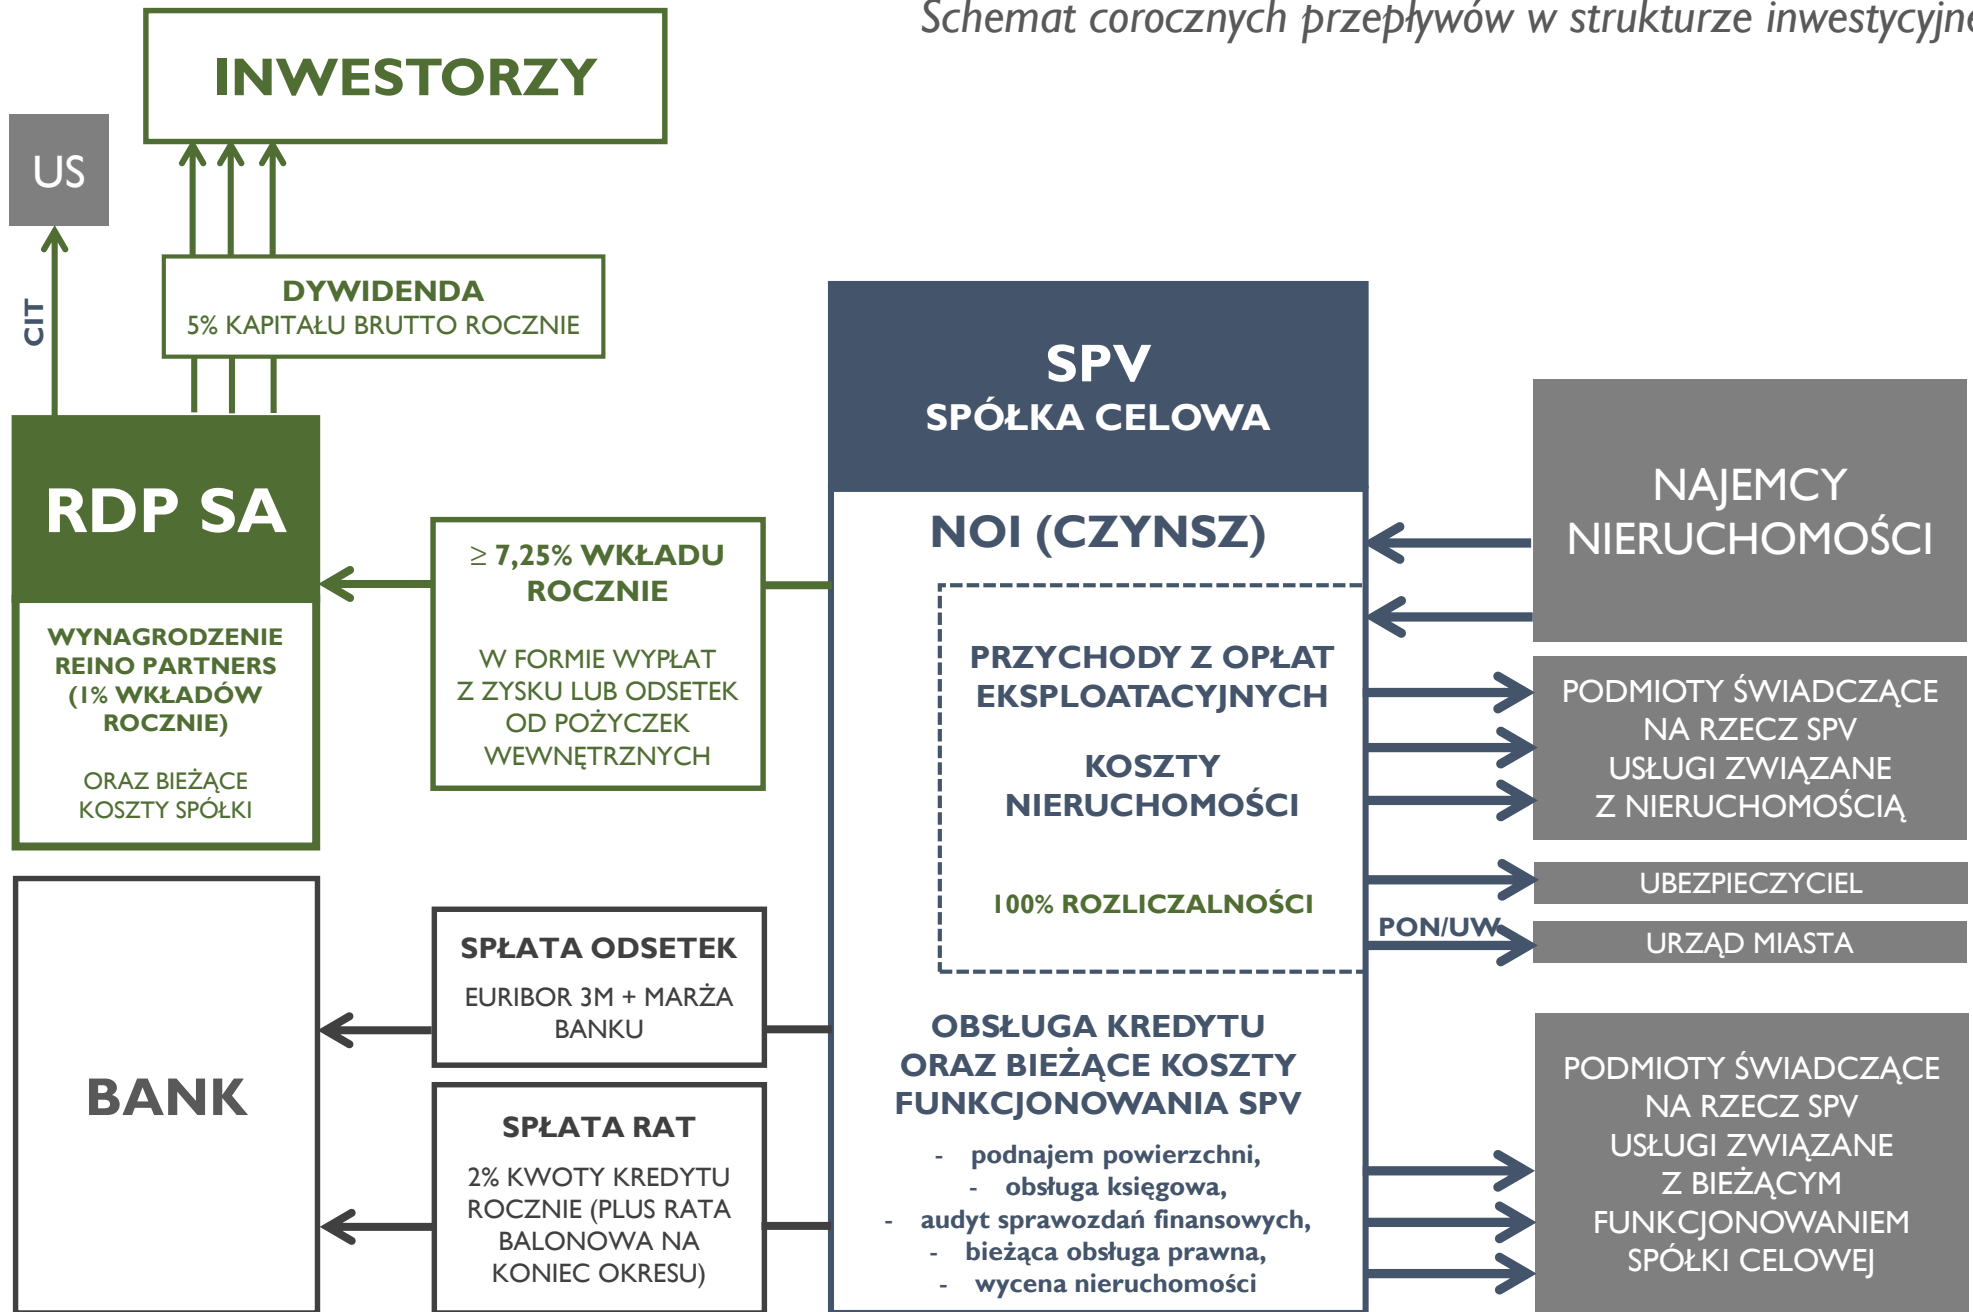 Schemat corocznych przepływów w strukturze inwestycyjne
INWESTORZY
US
CIT
DYWIDENDA
5% KAPITAŁU BRUTTO ROCZNIE
RDP SA
WYNAGRODZENIE
REINO PARTNERS
(1% WKŁADÓW
ROCZNIE)
ORAZ BIEŻĄCE
KOSZTY SPÓŁKI
≥ 7,25% WKŁADU
ROCZNIE
W FORMIE WYPŁAT
Z ZYSKU LUB ODSETEK
OD POŻYCZEK
WEWNĘTRZNYCH
BANK
SPŁATA ODSETEK
EURIBOR 3M + MARŻA
BANKU
SPŁATA RAT
2% KWOTY KREDYTU
ROCZNIE (PLUS RATA
BALONOWA NA
KONIEC OKRESU)
SPV
SPÓŁKA CELOWA
NOI (CZYNSZ)
PRZYCHODY Z OPŁAT
EKSPLOATACYJNYCH
KOSZTY
NIERUCHOMOŚCI
100% ROZLICZALNOŚCI
OBSŁUGA KREDYTU
ORAZ BIEŻĄCE KOSZTY
FUNKCJONOWANIA SPV
- podnajem powierzchni,
- obsługa księgowa,
- audyt sprawozdań finansowych,
- bieżąca obsługa prawna,
- wycena nieruchomości
NAJEMCY
NIERUCHOMOŚCI
PODMIOTY ŚWIADCZĄCE
NA RZECZ SPV
USŁUGI ZWIĄZANE
Z NIERUCHOMOŚCIĄ
UBEZPIECZYCIEL
PON/UW
URZĄD MIASTA
PODMIOTY ŚWIADCZĄCE
NA RZECZ SPV
USŁUGI ZWIĄZANE
Z BIEŻĄCYM
FUNKCJONOWANIEM
SPÓŁKI CELOWEJ